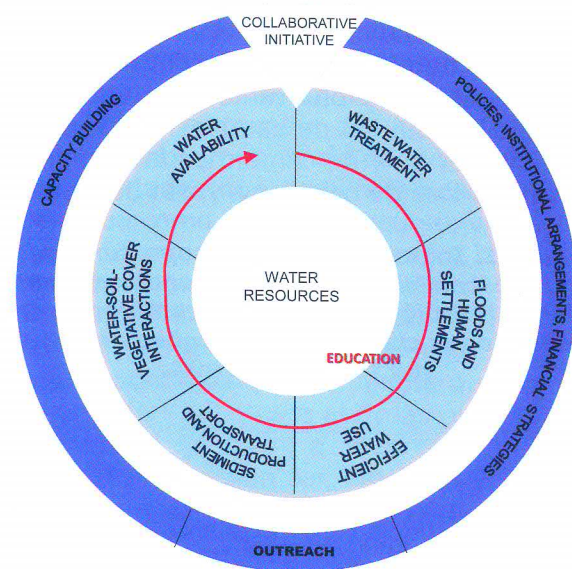 COLLABORATIVE
INITIATIVE
CAPACITY BUILDING
POLICIES, INSTITUTIONAL ARRANGEMENTS, FINANCIAL STRATEGIES
OUTREACH
WATER
AVAILABILITY
WASTE WATER
TREATMENT
FLOODS AND
HUMAN
SETTLEMENTS
EFFICIENT
WATER
USE
SEDIMENT
PRODUCTION AND
TRANSPORT
WATER-SOIL-
VEGETATIVE COVER
INTERACTIONS
WATER
RESOURCES
EDUCATION